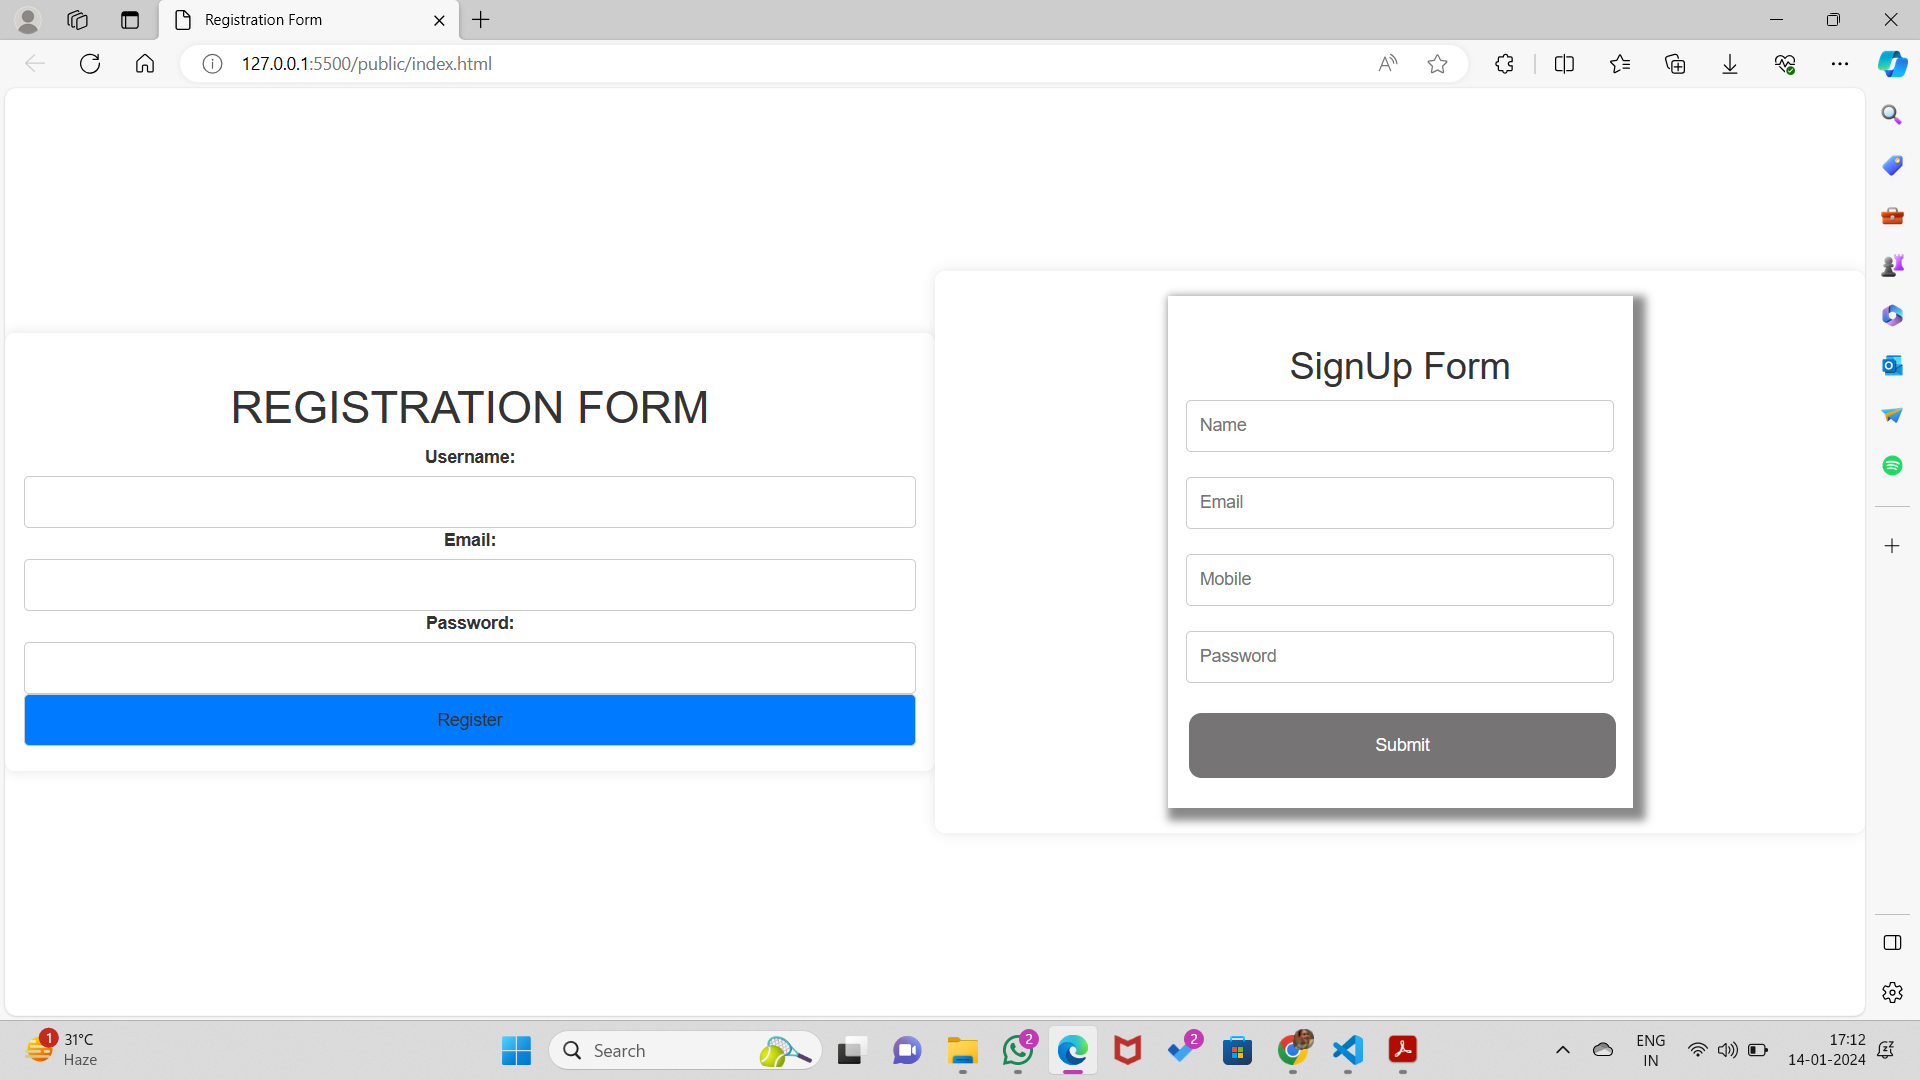 Registration Form
127.0.0.1:5500/public/index.html
REGISTRATION FORM
Username:
Email:
Password:
Register
SignUp Form
Name
Email
Mobile
Password
Submit
1
31°C
Haze
Search
2
2
ENG
IN
17:12
14-01-2024